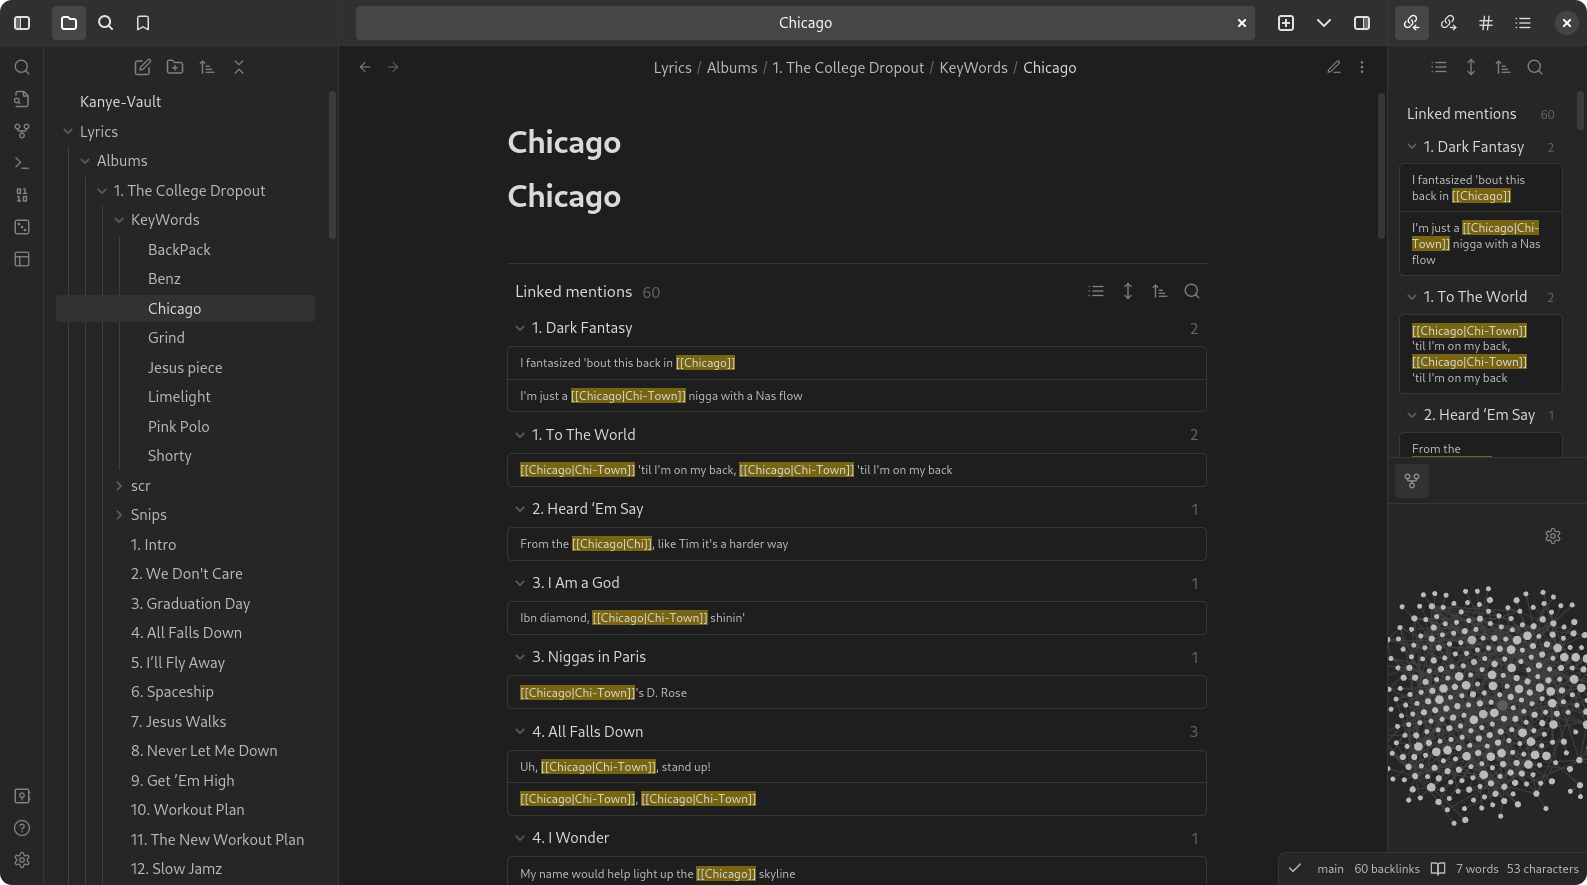 Chicago
Lyrics / Albums / 1. The College Dropout / KeyWords / Chicago
Kanye-Vault
Lyrics
Albums
1. The College Dropout
KeyWords
BackPack
Benz
Chicago
Grind
Jesus piece
Limelight
Pink Polo
Shorty
scr
Snips
1. Intro
2. We Don't Care
3. Graduation Day
4. All Falls Down
5. I’ll Fly Away
6. Spaceship
7. Jesus Walks
8. Never Let Me Down
9. Get ’Em High
10. Workout Plan
11. The New Workout Plan
12. Slow Jamz
Chicago
Chicago
Linked mentions 60
1. Dark Fantasy 2
I fantasized 'bout this back in [[Chicago]]
I'm just a [[Chicago|Chi-Town]] nigga with a Nas flow
1. To The World 2
[[Chicago|Chi-Town]] 'til I'm on my back, [[Chicago|Chi-Town]] 'til I'm on my back
2. Heard ’Em Say 1
From the [[Chicago|Chi]], like Tim it's a harder way
3. I Am a God 1
Ibn diamond, [[Chicago|Chi-Town]] shinin'
3. Niggas in Paris 1
[[Chicago|Chi-Town]]'s D. Rose
4. All Falls Down 3
Uh, [[Chicago|Chi-Town]], stand up!
[[Chicago|Chi-Town]], [[Chicago|Chi-Town]]
4. I Wonder 1
My name would help light up the [[Chicago]] skyline
Linked mentions 60
1. Dark Fantasy 2
I fantasized 'bout this
back in [[Chicago]]
I'm just a [[Chicago|Chi-
Town]] nigga with a Nas
flow
1. To The World 2
[[Chicago|Chi-Town]]
'til I'm on my back,
[[Chicago|Chi-Town]]
'til I'm on my back
2. Heard ’Em Say 1
From the
main 60 backlinks 7 words 53 characters